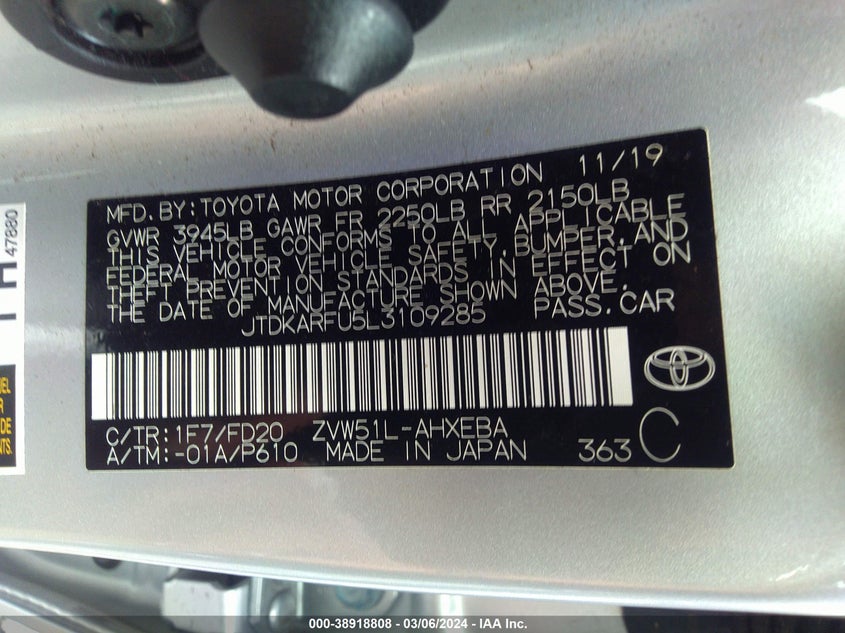 MFD.BY:TOYOTA MOTOR CORPORATION 11/19
GVWR 3945LB GAWR FR 2250LB RR 2150LB
THIS VEHICLE CONFORMS TO ALL APPLICABLE
FEDERAL MOTOR VEHICLE SAFETY,BUMPER,AND
THEFT PREVENTION STANDARDS IN EFFECT ON
THE DATE OF MANUFACTURE SHOWN ABOVE.
JTDKARFU5L3109285 PASS.CAR
C/TR:1F7/FD20 ZVW51L-AHXEBA
A/TM:-01A/P610 MADE IN JAPAN 363 C
47880
000-38918808 - 03/06/2024 - IAA Inc.